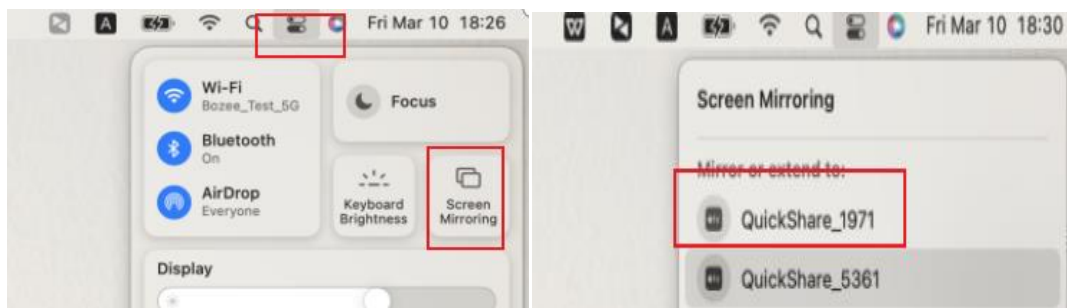 A
Fri Mar 10 18:26
Wi-Fi
Bozee_Test_5G
Bluetooth
On
AirDrop
Everyone
Focus
Keyboard
Brightness
Screen
Mirroring
Display
W
A
Fri Mar 10 18:30
Screen Mirroring
Mirror or extend to:
QuickShare_1971
QuickShare_5361